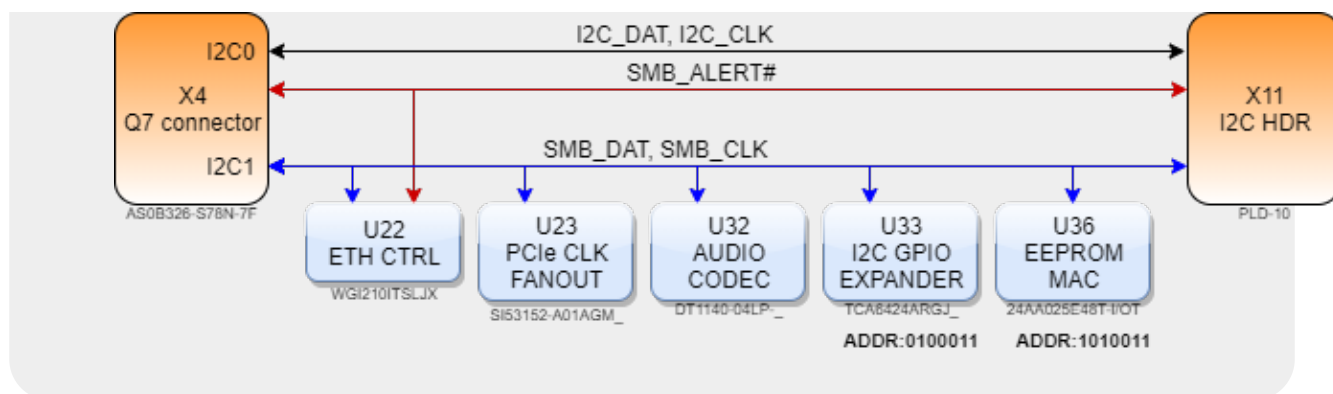 I2C_DAT, I2C_CLK
I2C0
SMB_ALERT#
X4
Q7 connector
X11
I2C HDR
SMB_DAT, SMB_CLK
I2C1
AS0B326-S78N-7F
PLD-10
U22
ETH CTRL
WGI210ITSLJX
U23
PCIe CLK
FANOUT
SI53152-A01AGM_
U32
AUDIO
CODEC
DT1140-04LP-_
U33
I2C GPIO
EXPANDER
TCA6424ARGJ_
ADDR:0100011
U36
EEPROM
MAC
24AA025E48T-I/OT
ADDR:1010011